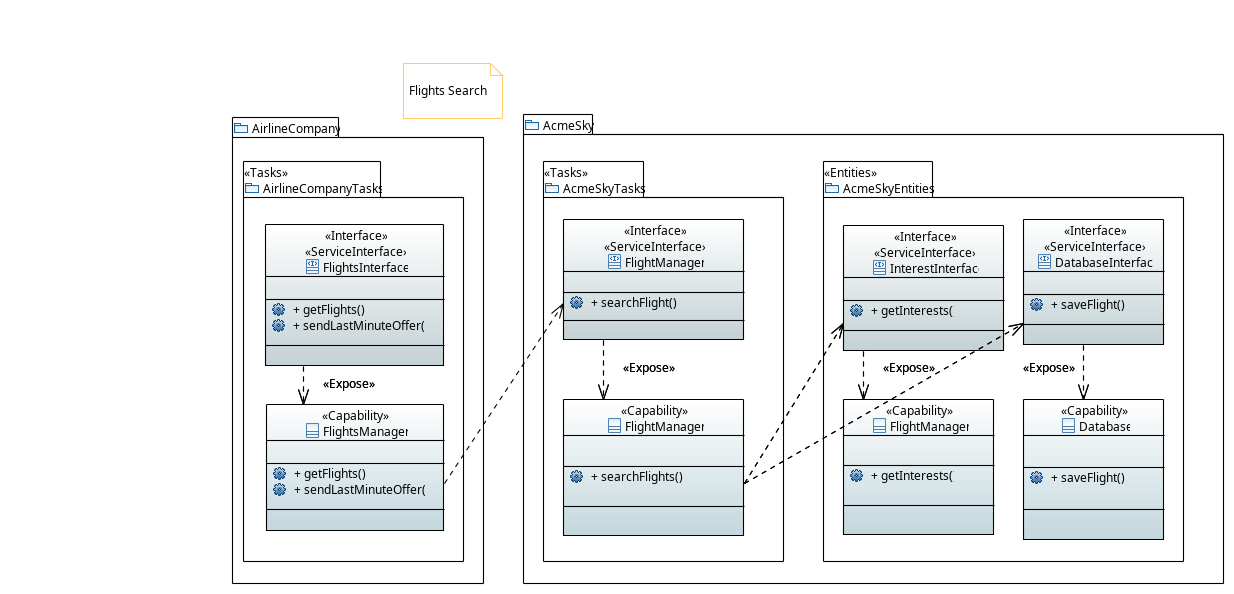 Flights Search
AirlineCompany
«Tasks»
AirlineCompanyTasks
«Interface»
«ServiceInterface»
FlightsInterface
+ getFlights()
+ sendLastMinuteOffer(
«Expose»
«Capability»
FlightsManager
+ getFlights()
+ sendLastMinuteOffer(
AcmeSky
«Tasks»
AcmeSkyTasks
«Interface»
«ServiceInterface»
FlightManager
+ searchFlight()
«Expose»
«Capability»
FlightManager
+ searchFlights()
«Entities»
AcmeSkyEntities
«Interface»
«ServiceInterface»
InterestInterfac
+ getInterests(
«Expose»
«Capability»
FlightManager
+ getInterests(
«Interface»
«ServiceInterface»
DatabaseInterfac
+ saveFlight()
«Expose»
«Capability»
Database
+ saveFlight()